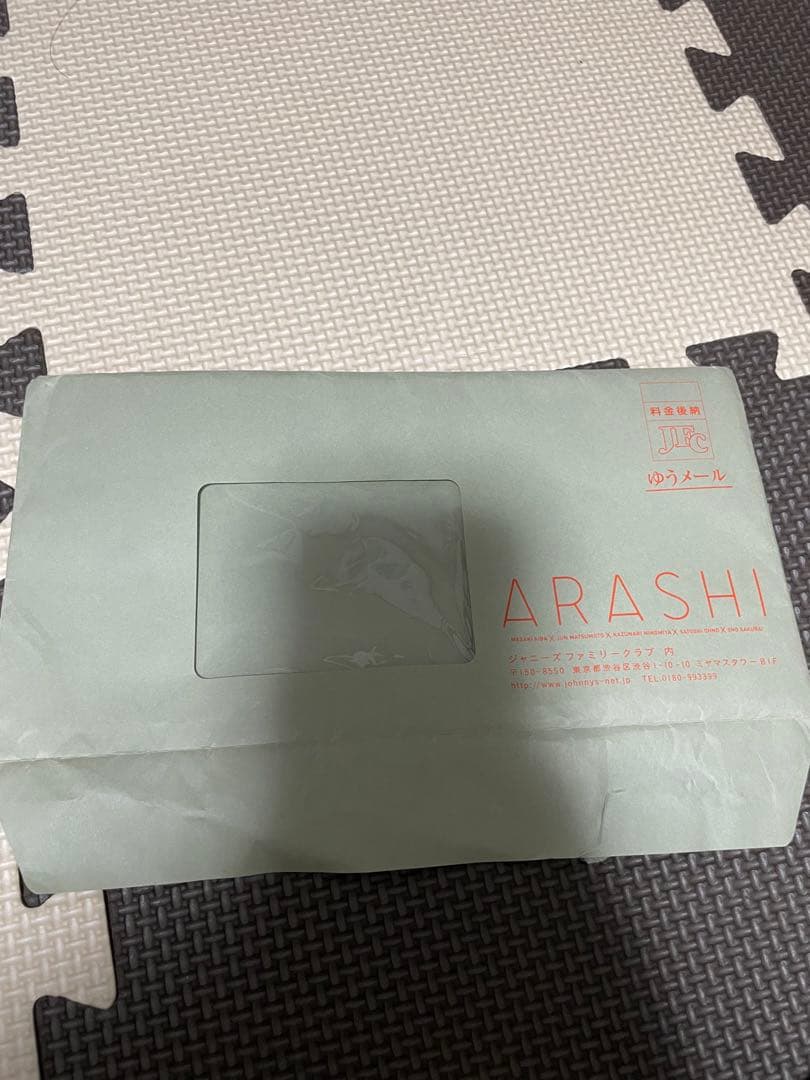 料金後納
JFC
ゆうメール
ARASHI
MASAKI AIBA X JUN MATSUMOTO X KAZUNARI NINOMIYA X SATOSHI OHNO X SHO SAKURAI
ジャニーズファミリークラブ 内
〒150-8550 東京都渋谷区渋谷1-10-10 ミヤマスタワーB1F
http://www.johnnys-net.jp TEL.0180-993399